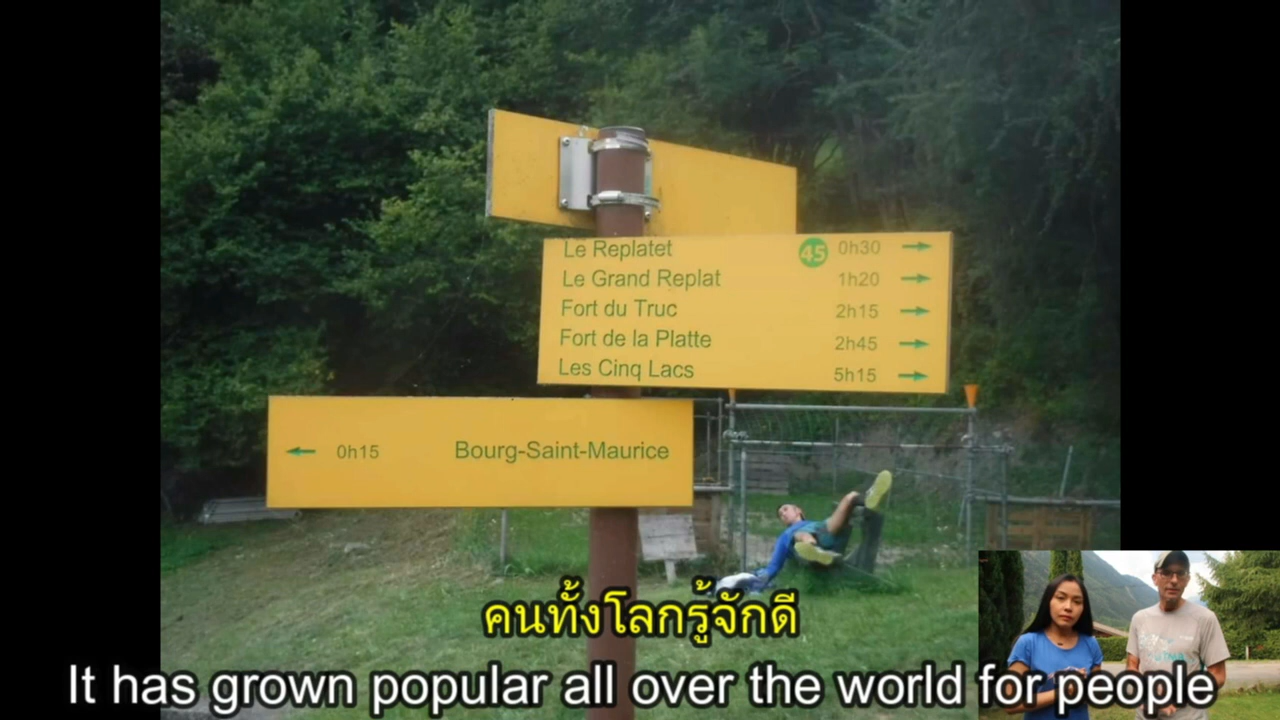 Le Replatet 45 0h30
Le Grand Replat 1h20
Fort du Truc 2h15
Fort de la Platte 2h45
Les Cinq Lacs 5h15
0h15 Bourg-Saint-Maurice
คนทั้งโลกรู้จักดี
It has grown popular all over the world for people